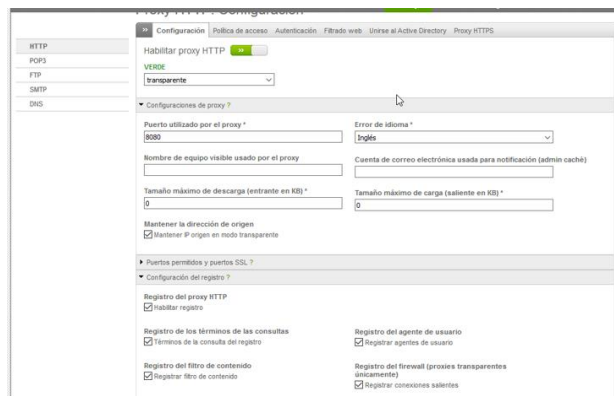 Proxy HTTP : Configuración
»
Configuración
Política de acceso
Autenticación
Filtrado web
Unirse al Active Directory
Proxy HTTPS
HTTP
POP3
FTP
SMTP
DNS
Habilitar proxy HTTP
VERDE
transparente
Configuraciones de proxy ?
Puerto utilizado por el proxy *
Error de idioma *
8080
Inglés
Nombre de equipo visible usado por el proxy
Cuenta de correo electrónica usada para notificación (admin caché)
Tamaño máximo de descarga (entrante en KB) *
Tamaño máximo de carga (saliente en KB) *
0
0
Mantener la dirección de origen
Mantener IP origen en modo transparente
Puertos permitidos y puertos SSL ?
Configuración del registro ?
Registro del proxy HTTP
Habilitar registro
Registro de los términos de las consultas
Registro del agente de usuario
Términos de la consulta del registro
Registrar agentes de usuario
Registro del filtro de contenido
Registro del firewall (proxies transparentes
únicamente)
Registrar filtro de contenido
Registrar conexiones salientes